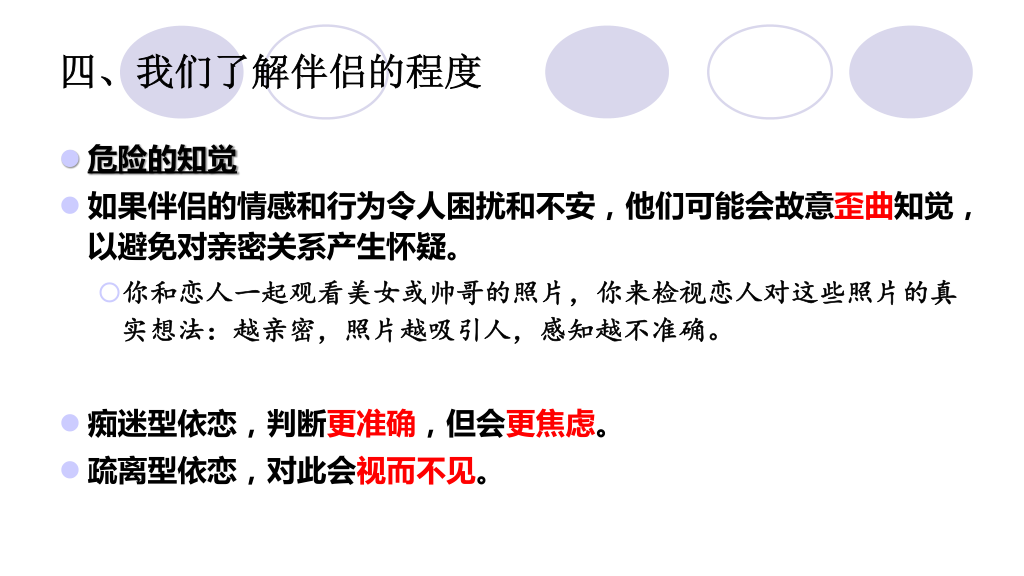 四、我们了解伴侣的程度
危险的知觉
如果伴侣的情感和行为令人困扰和不安，他们可能会故意歪曲知觉，
以避免对亲密关系产生怀疑。
你和恋人一起观看美女或帅哥的照片，你来检视恋人对这些照片的真
实想法：越亲密，照片越吸引人，感知越不准确。
痴迷型依恋，判断更准确，但会更焦虑。
疏离型依恋，对此会视而不见。